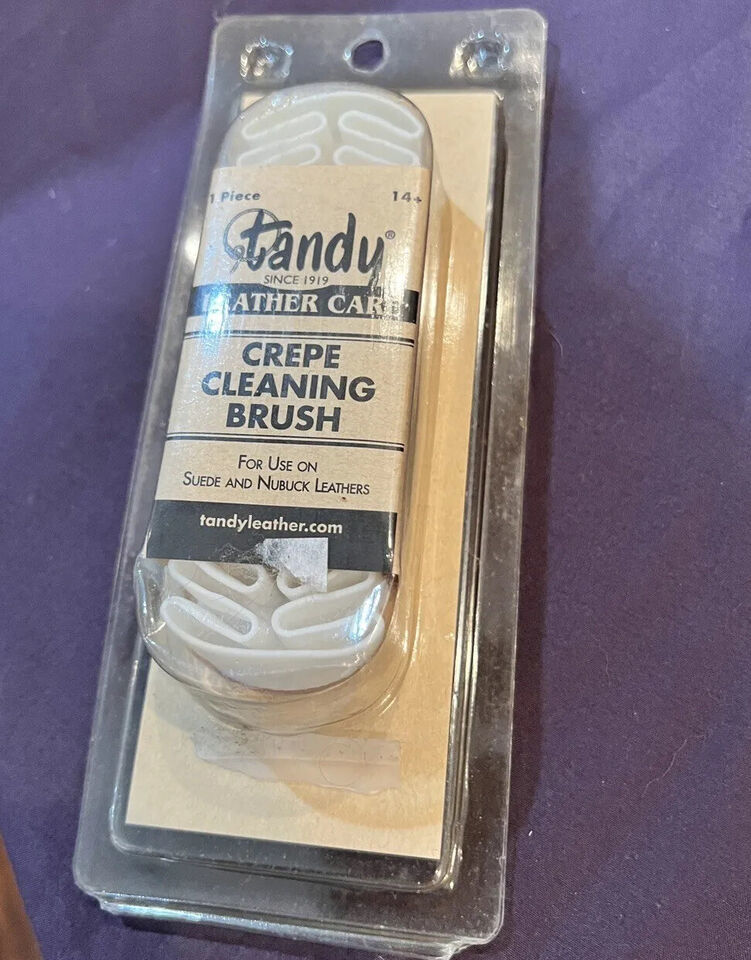 1 Piece 14+
tandy®
SINCE 1919
LEATHER CARE
CREPE
CLEANING
BRUSH
FOR USE ON
SUEDE AND NUBUCK LEATHERS
tandyleather.com